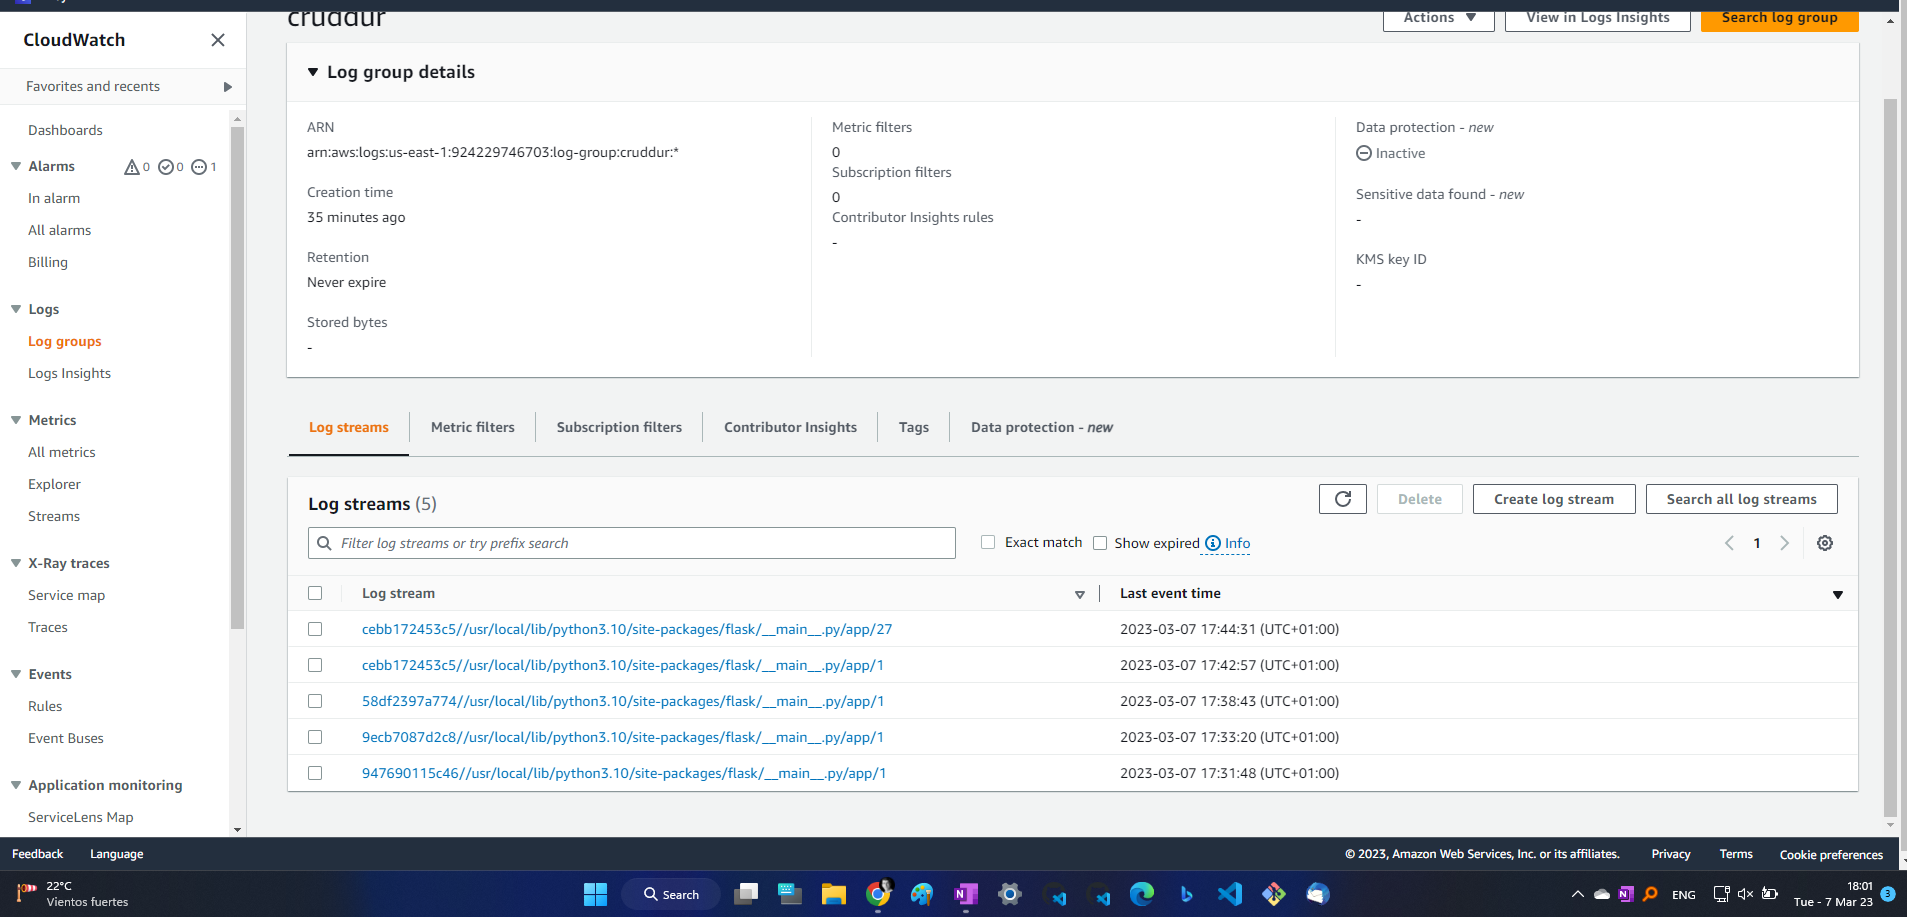 cruddur
Actions
View in Logs Insights
Search log group
CloudWatch
Favorites and recents
Dashboards
Alarms 0 0 1
In alarm
All alarms
Billing
Logs
Log groups
Logs Insights
Metrics
All metrics
Explorer
Streams
X-Ray traces
Service map
Traces
Events
Rules
Event Buses
Application monitoring
ServiceLens Map
Log group details
ARN
arn:aws:logs:us-east-1:924229746703:log-group:cruddur:*
Creation time
35 minutes ago
Retention
Never expire
Stored bytes
-
Metric filters
0
Subscription filters
0
Contributor Insights rules
-
Data protection - new
Inactive
Sensitive data found - new
-
KMS key ID
-
Log streams
Metric filters
Subscription filters
Contributor Insights
Tags
Data protection - new
Log streams (5)
Delete
Create log stream
Search all log streams
Filter log streams or try prefix search
Exact match
Show expired
Info
1
Log stream
Last event time
cebb172453c5//usr/local/lib/python3.10/site-packages/flask/__main__.py/app/27 2023-03-07 17:44:31 (UTC+01:00)
cebb172453c5//usr/local/lib/python3.10/site-packages/flask/__main__.py/app/1 2023-03-07 17:42:57 (UTC+01:00)
58df2397a774//usr/local/lib/python3.10/site-packages/flask/__main__.py/app/1 2023-03-07 17:38:43 (UTC+01:00)
9ecb7087d2c8//usr/local/lib/python3.10/site-packages/flask/__main__.py/app/1 2023-03-07 17:33:20 (UTC+01:00)
947690115c46//usr/local/lib/python3.10/site-packages/flask/__main__.py/app/1 2023-03-07 17:31:48 (UTC+01:00)
Feedback
Language
© 2023, Amazon Web Services, Inc. or its affiliates.
Privacy
Terms
Cookie preferences
22°C
Vientos fuertes
Search
ENG
18:01
Tue - 7 Mar 23
3